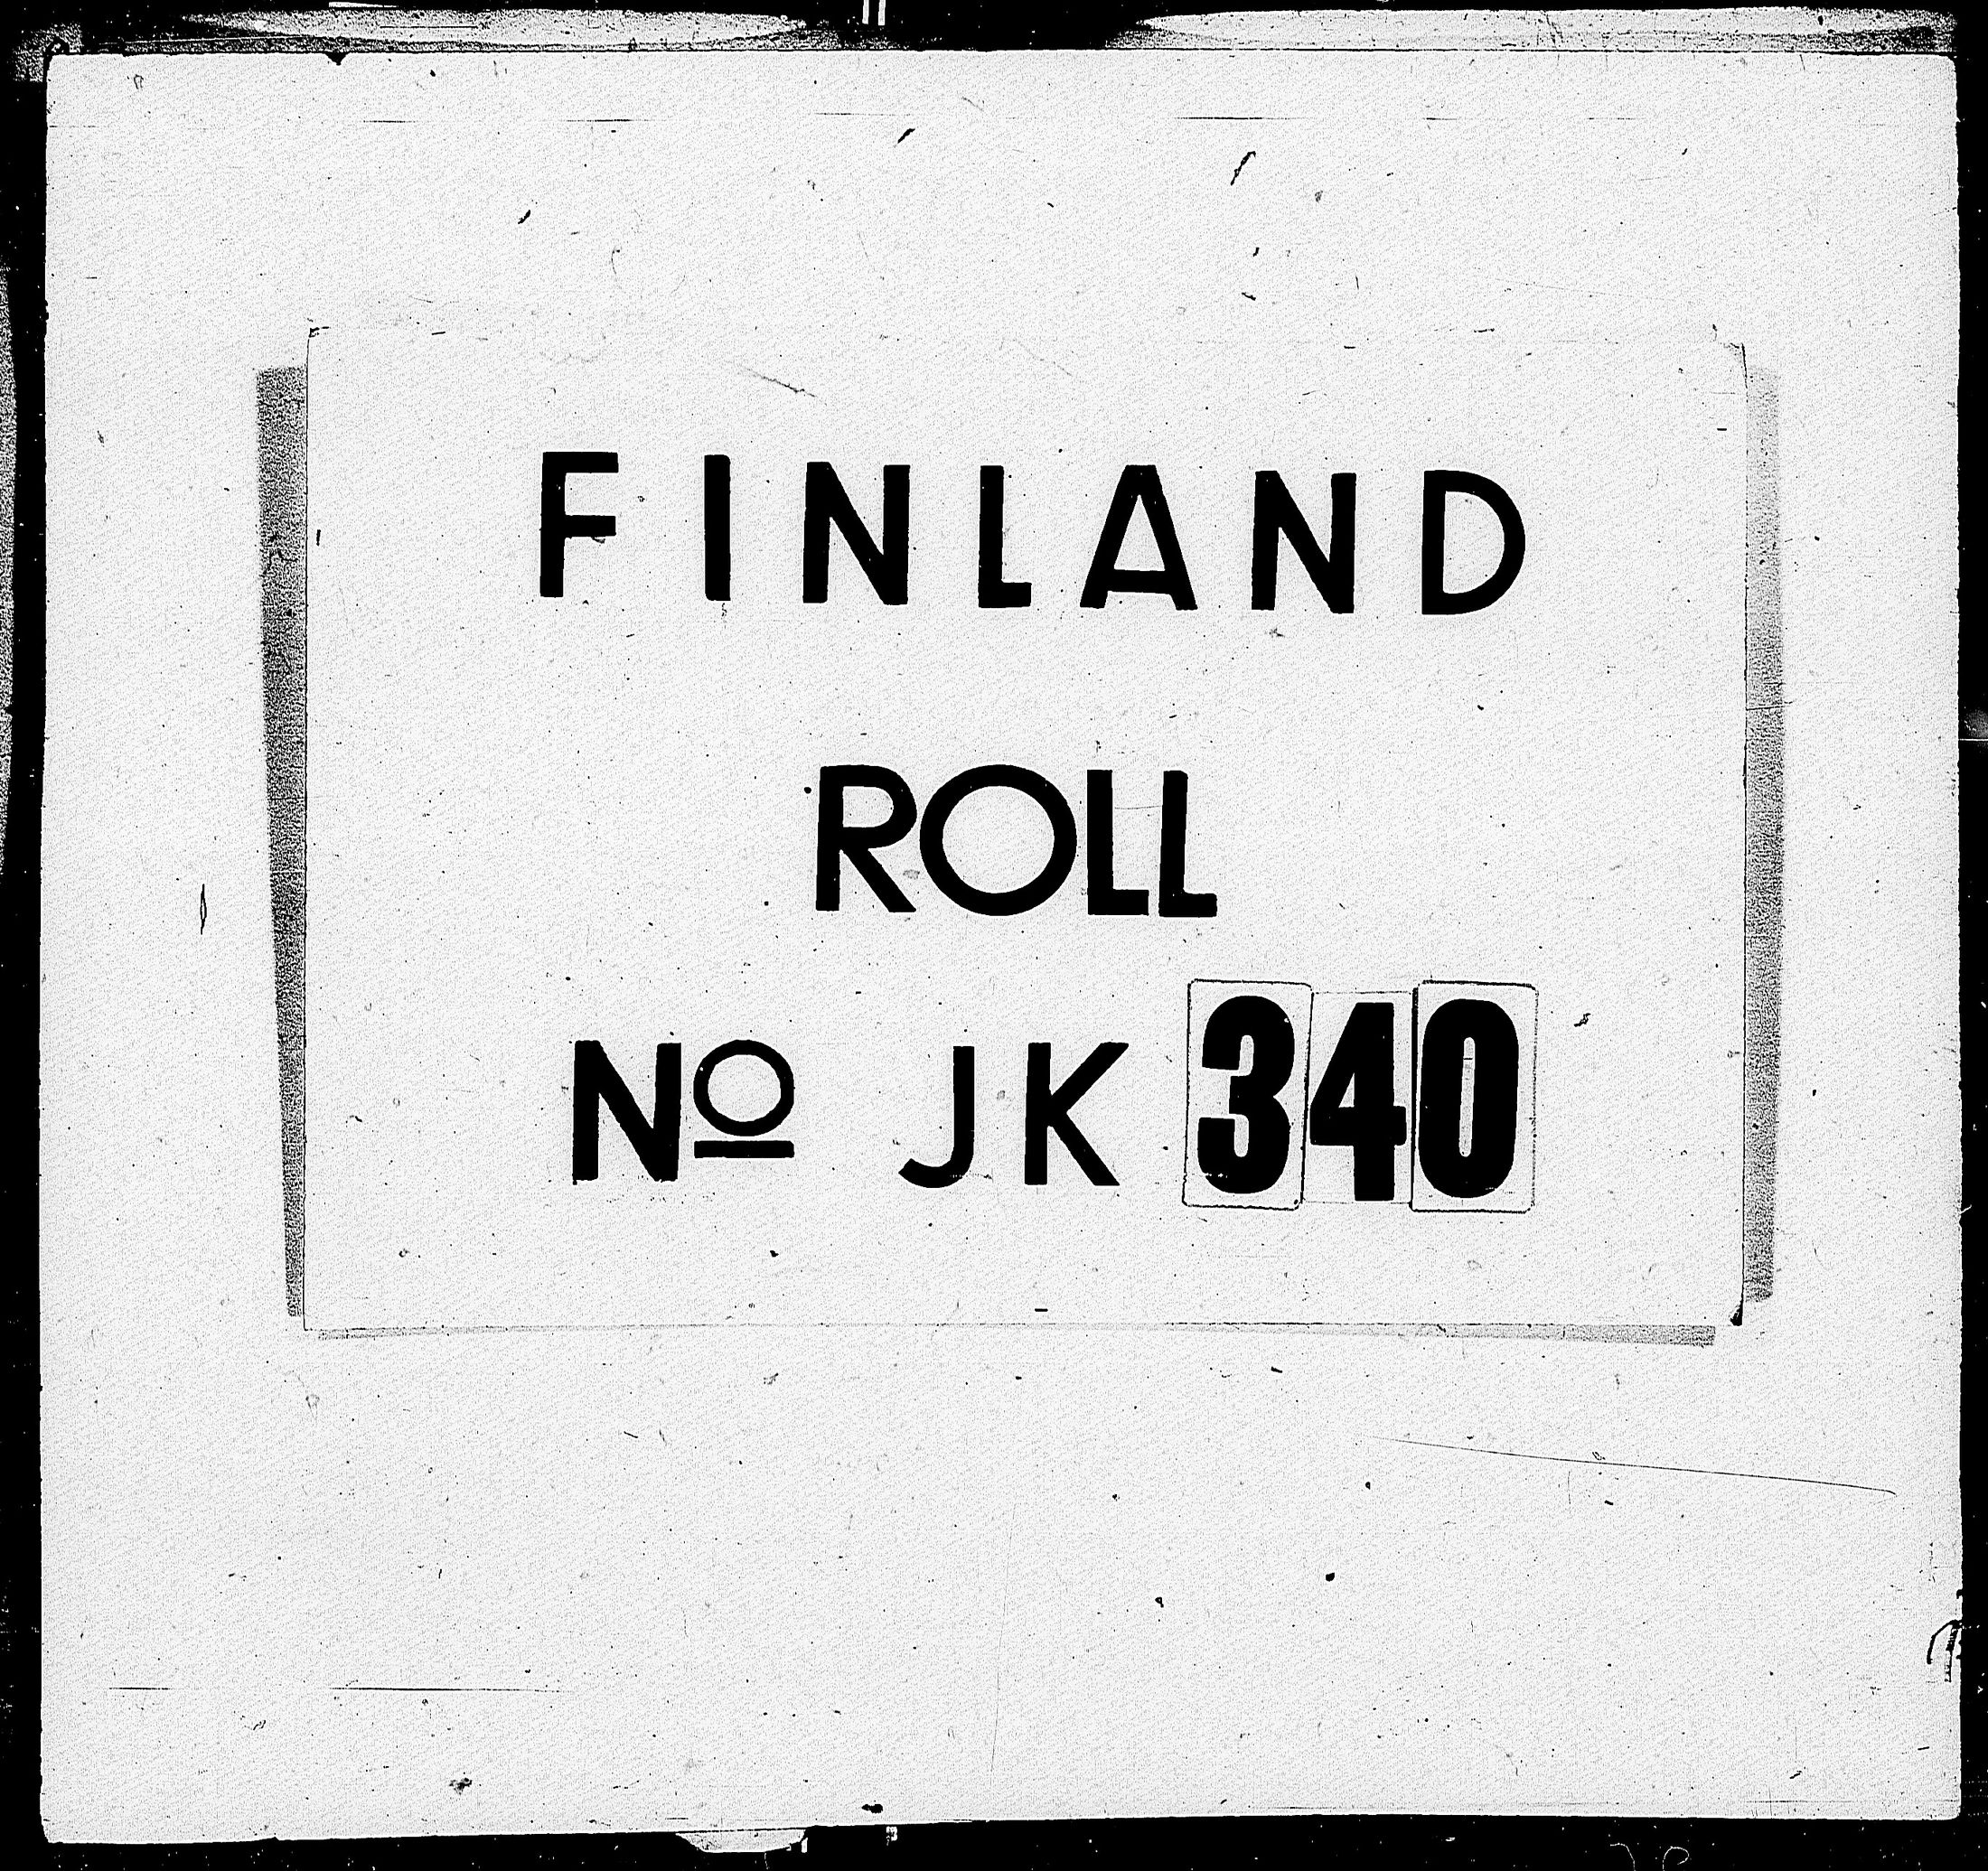 FINLAND
ROLL
Nº JK 340